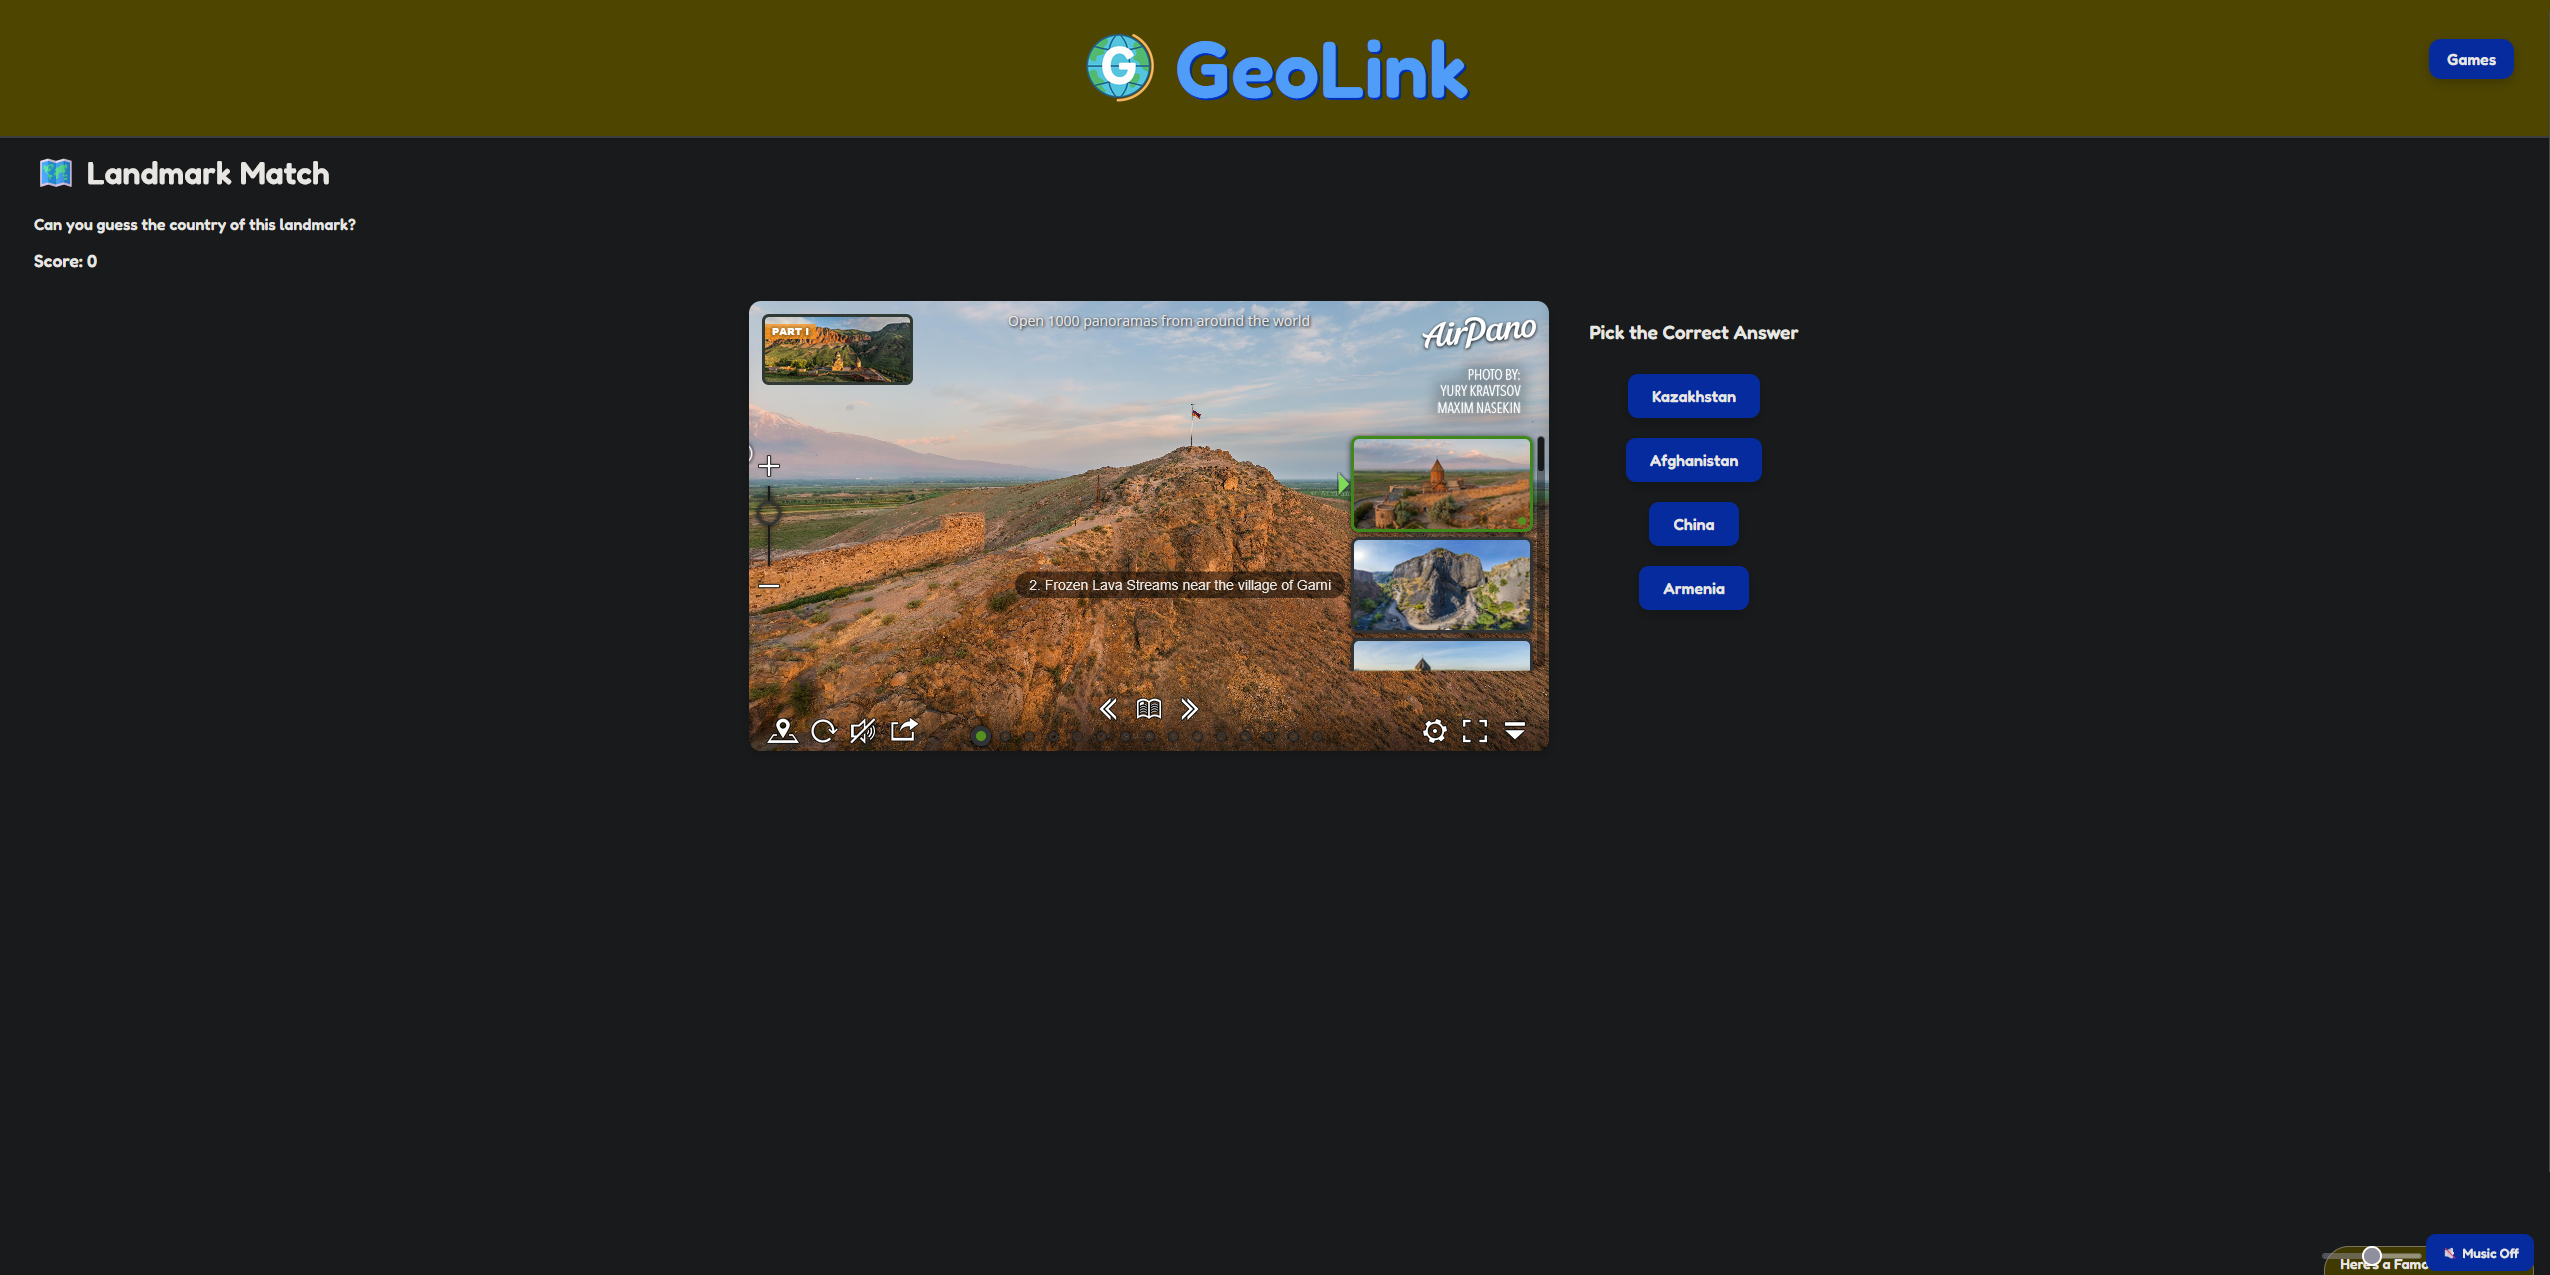 G GeoLink
Games
Landmark Match
Can you guess the country of this landmark?
Score: 0
PART I
Open 1000 panoramas from around the world
AirPano
PHOTO BY:
YURY KRAVTSOV
MAXIM NASEKIN
2. Frozen Lava Streams near the village of Garni
Pick the Correct Answer
Kazakhstan
Afghanistan
China
Armenia
Here's a Famo
Music Off